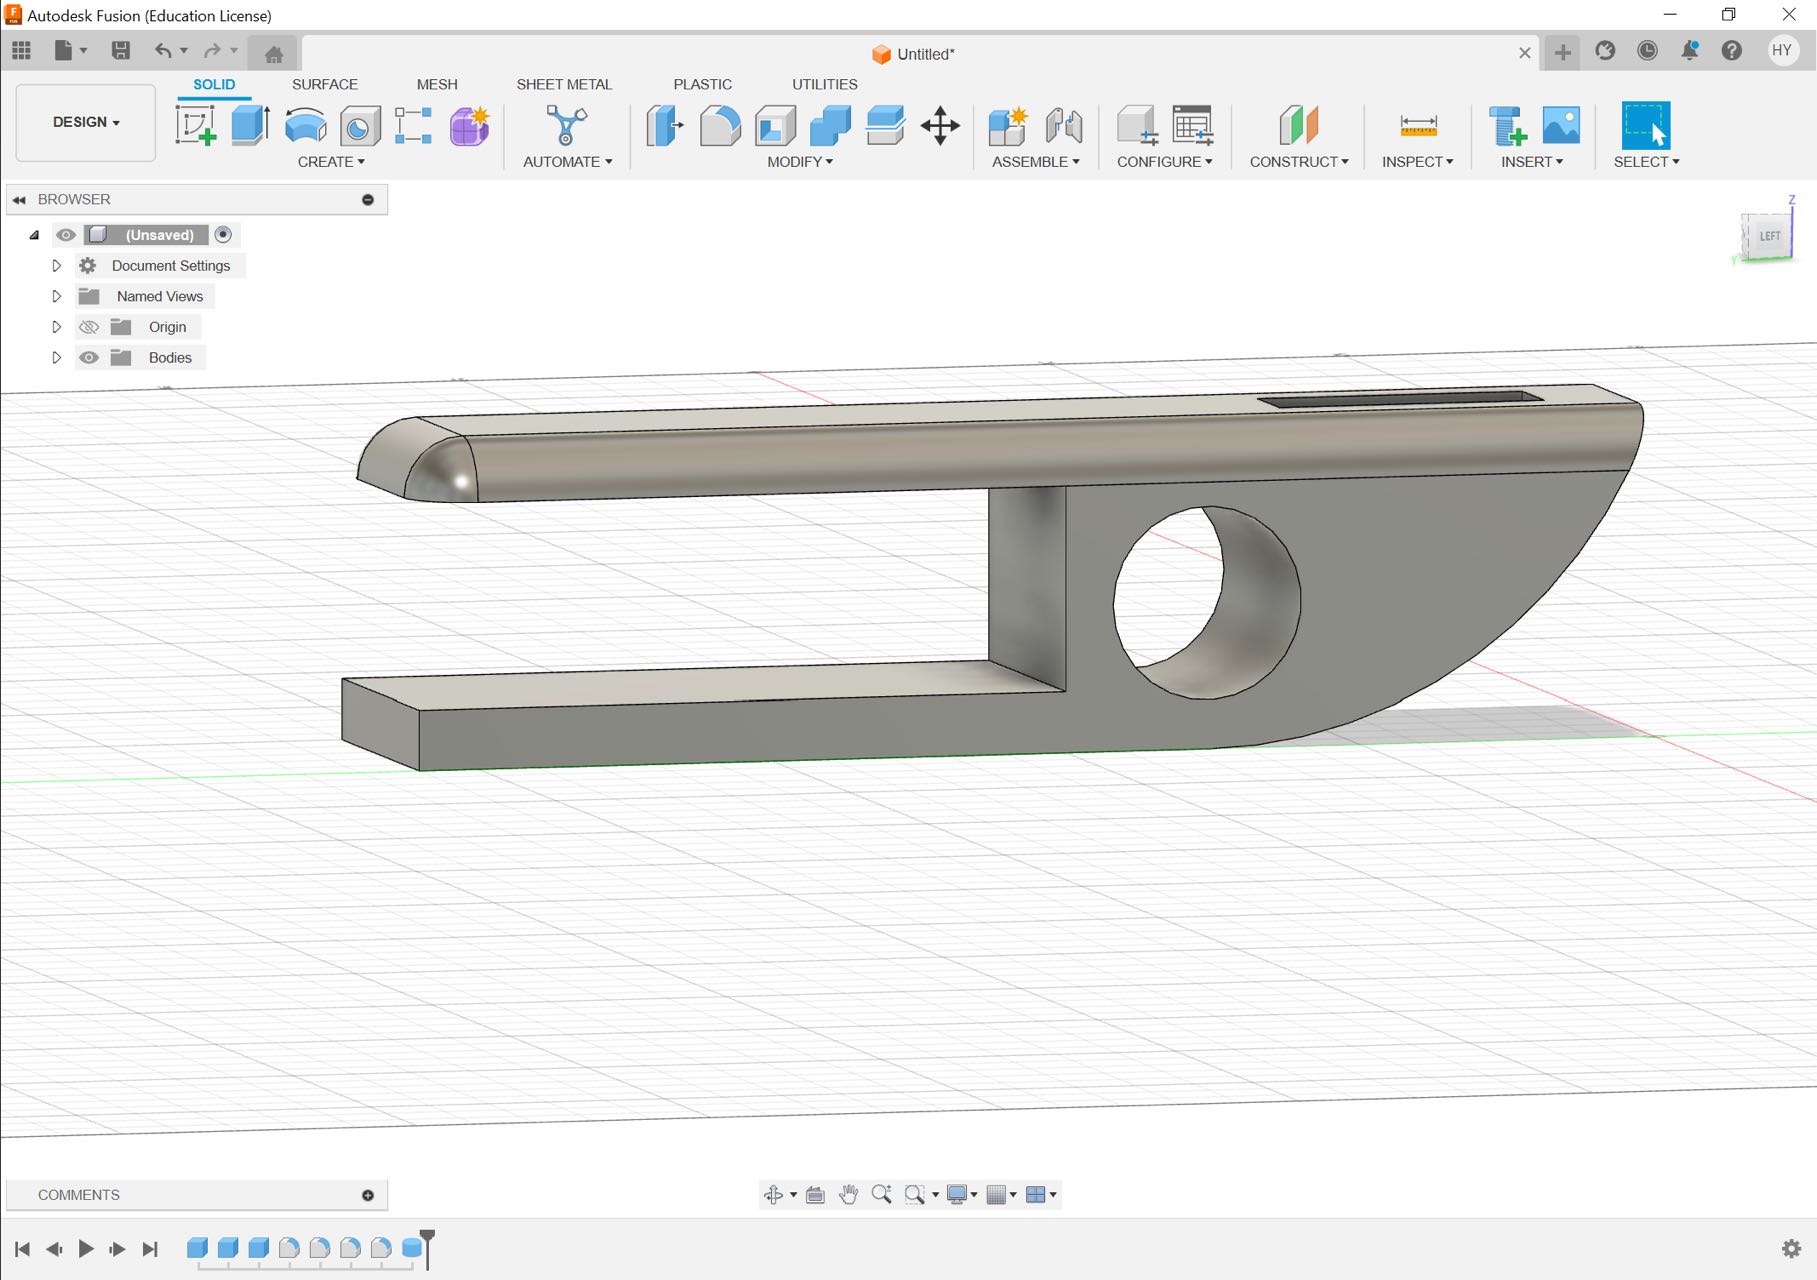 Autodesk Fusion (Education License)
Untitled*
HY
SOLID SURFACE MESH SHEET METAL PLASTIC UTILITIES
DESIGN
CREATE AUTOMATE MODIFY ASSEMBLE CONFIGURE CONSTRUCT INSPECT INSERT SELECT
BROWSER
(Unsaved)
Document Settings
Named Views
Origin
Bodies
Z
LEFT
Y
COMMENTS